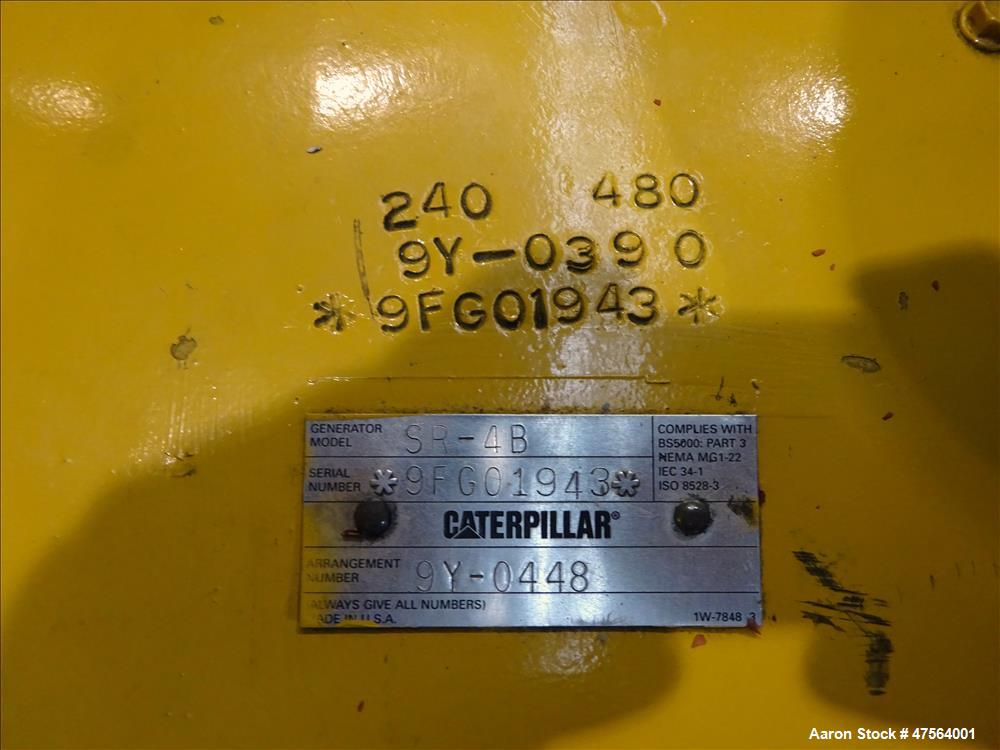 240 480
9Y-0390
*9FG01943*
GENERATOR MODEL SR-4B
SERIAL NUMBER *9FG01943*
COMPLIES WITH
BS5000: PART 3
NEMA MG1-22
IEC 34-1
ISO 8528-3
CATERPILLAR®
ARRANGEMENT NUMBER 9Y-0448
(ALWAYS GIVE ALL NUMBERS)
MADE IN U.S.A.
1W-7848 3
Aaron Stock # 47564001